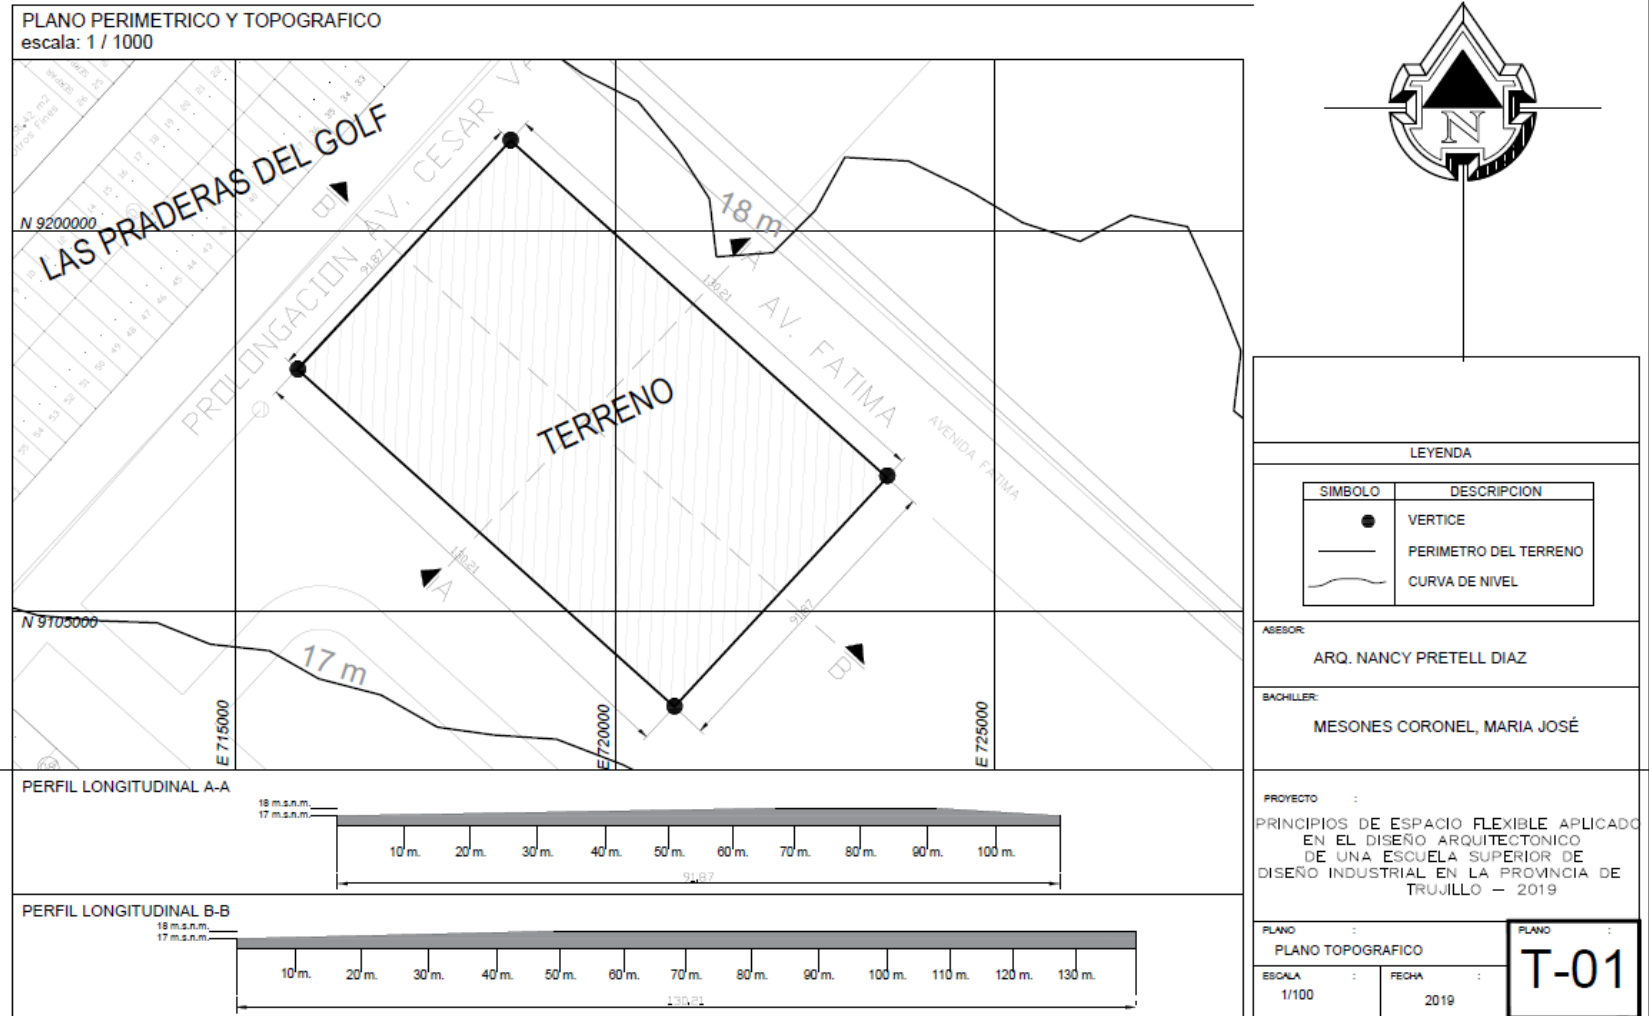 PLANO PERIMETRICO Y TOPOGRAFICO
escala: 1 / 1000
LAS PRADERAS DEL GOLF
PROLONGACION AV. CESAR
B
18 m
A
N 9200000
91.87
130.21
AV. FATIMA
AVENIDA FATIMA
TERRENO
130.21
A
91.87
B
N 9105000
17 m
E 715000
E 720000
E 725000
N
LEYENDA
SIMBOLO DESCRIPCION
VERTICE
PERIMETRO DEL TERRENO
CURVA DE NIVEL
ASESOR:
ARQ. NANCY PRETELL DIAZ
BACHILLER:
MESONES CORONEL, MARIA JOSÉ
PROYECTO :
PRINCIPIOS DE ESPACIO FLEXIBLE APLICADO
EN EL DISEÑO ARQUITECTONICO
DE UNA ESCUELA SUPERIOR DE
DISEÑO INDUSTRIAL EN LA PROVINCIA DE
TRUJILLO – 2019
PLANO :
PLANO TOPOGRAFICO
ESCALA :
1/100
FECHA :
2019
PLANO :
T-01
PERFIL LONGITUDINAL A-A
18 m.s.n.m.
17 m.s.n.m.
10 m. 20 m. 30 m. 40 m. 50 m. 60 m. 70 m. 80 m. 90 m. 100 m.
91.87
PERFIL LONGITUDINAL B-B
18 m.s.n.m.
17 m.s.n.m.
10 m. 20 m. 30 m. 40 m. 50 m. 60 m. 70 m. 80 m. 90 m. 100 m. 110 m. 120 m. 130 m.
130.21